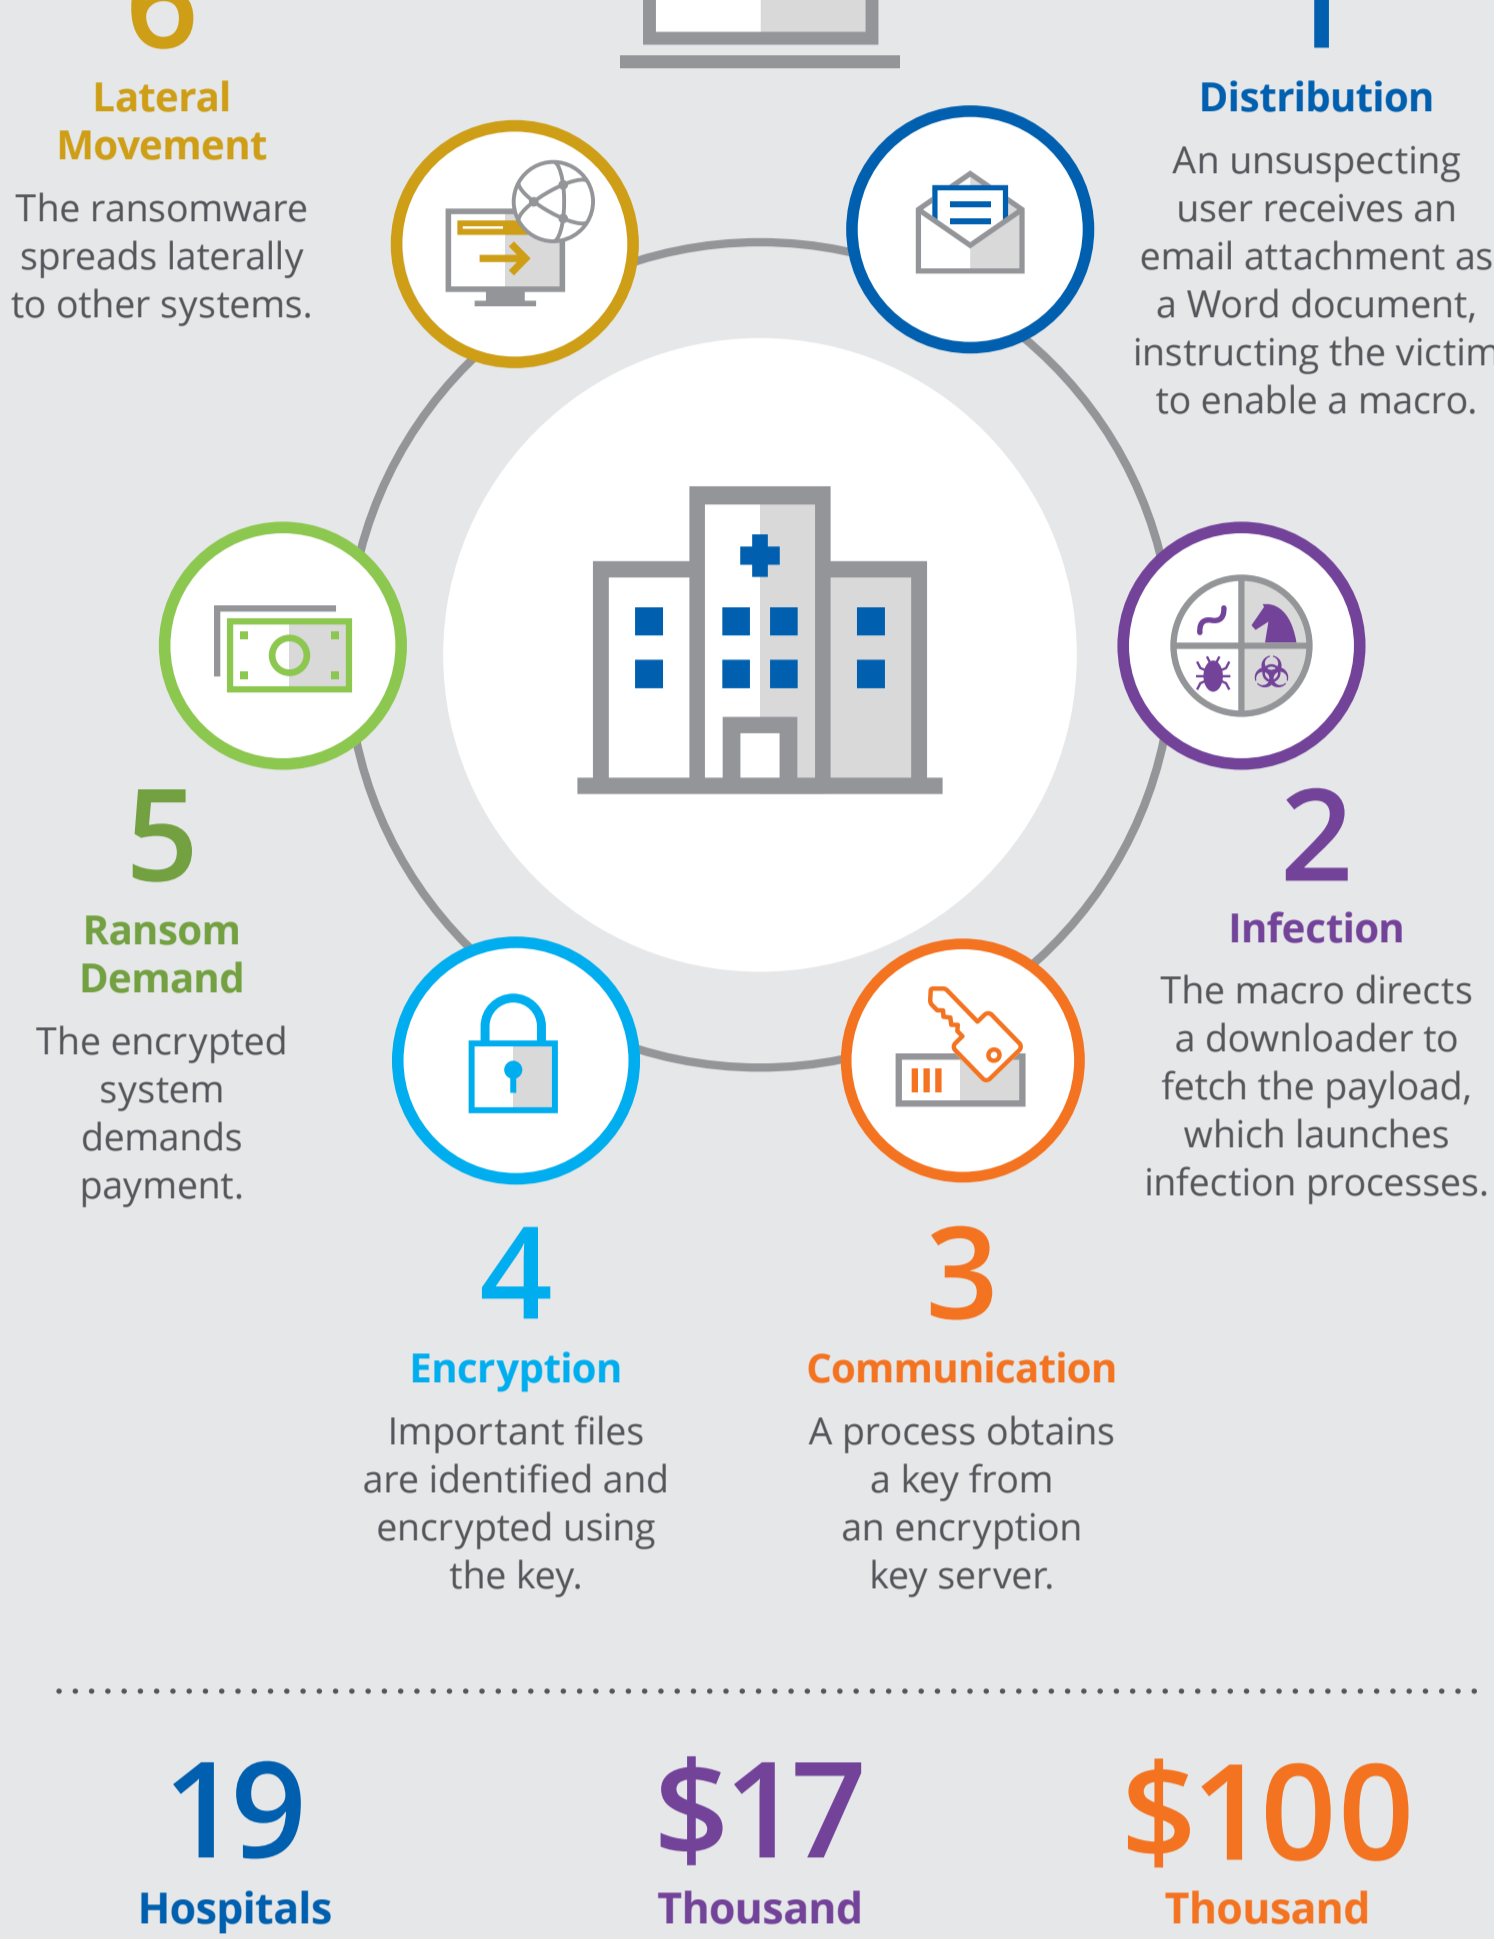 1
Distribution
An unsuspecting
user receives an
email attachment as
a Word document,
instructing the victim
to enable a macro.
2
Infection
The macro directs
a downloader to
fetch the payload,
which launches
infection processes.
3
Communication
A process obtains
a key from
an encryption
key server.
4
Encryption
Important files
are identified and
encrypted using
the key.
5
Ransom
Demand
The encrypted
system
demands
payment.
6
Lateral
Movement
The ransomware
spreads laterally
to other systems.
19
Hospitals
$17
Thousand
$100
Thousand